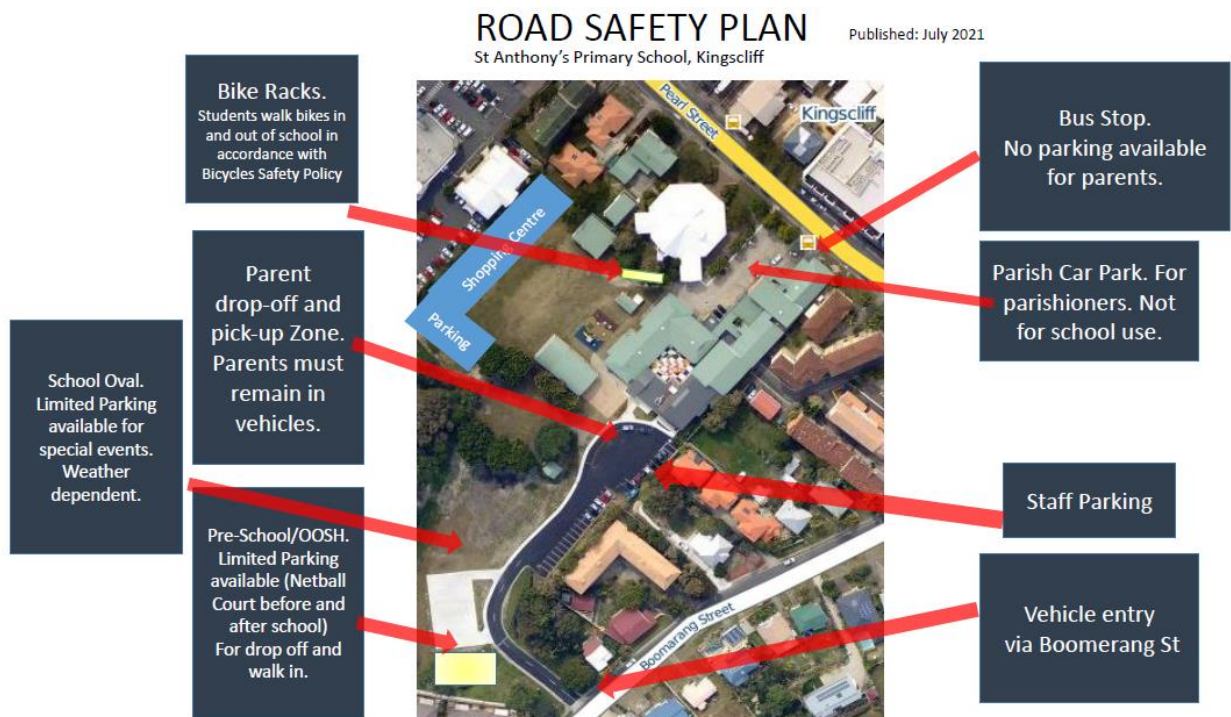 ROAD SAFETY PLAN
Published: July 2021
St Anthony's Primary School, Kingscliff
Bike Racks.
Students walk bikes in
and out of school in
accordance with
Bicycles Safety Policy
Parent
drop-off and
pick-up Zone.
Parents must
remain in
vehicles.
School Oval.
Limited Parking
available for
special events.
Weather
dependent.
Pre-School/OOSH.
Limited Parking
available (Netball
Court before and
after school)
For drop off and
walk in.
Pearl Street
Kingscliff
Shopping Centre
Parking
Boomarang Street
Bus Stop.
No parking available
for parents.
Parish Car Park. For
parishioners. Not
for school use.
Staff Parking
Vehicle entry
via Boomerang St